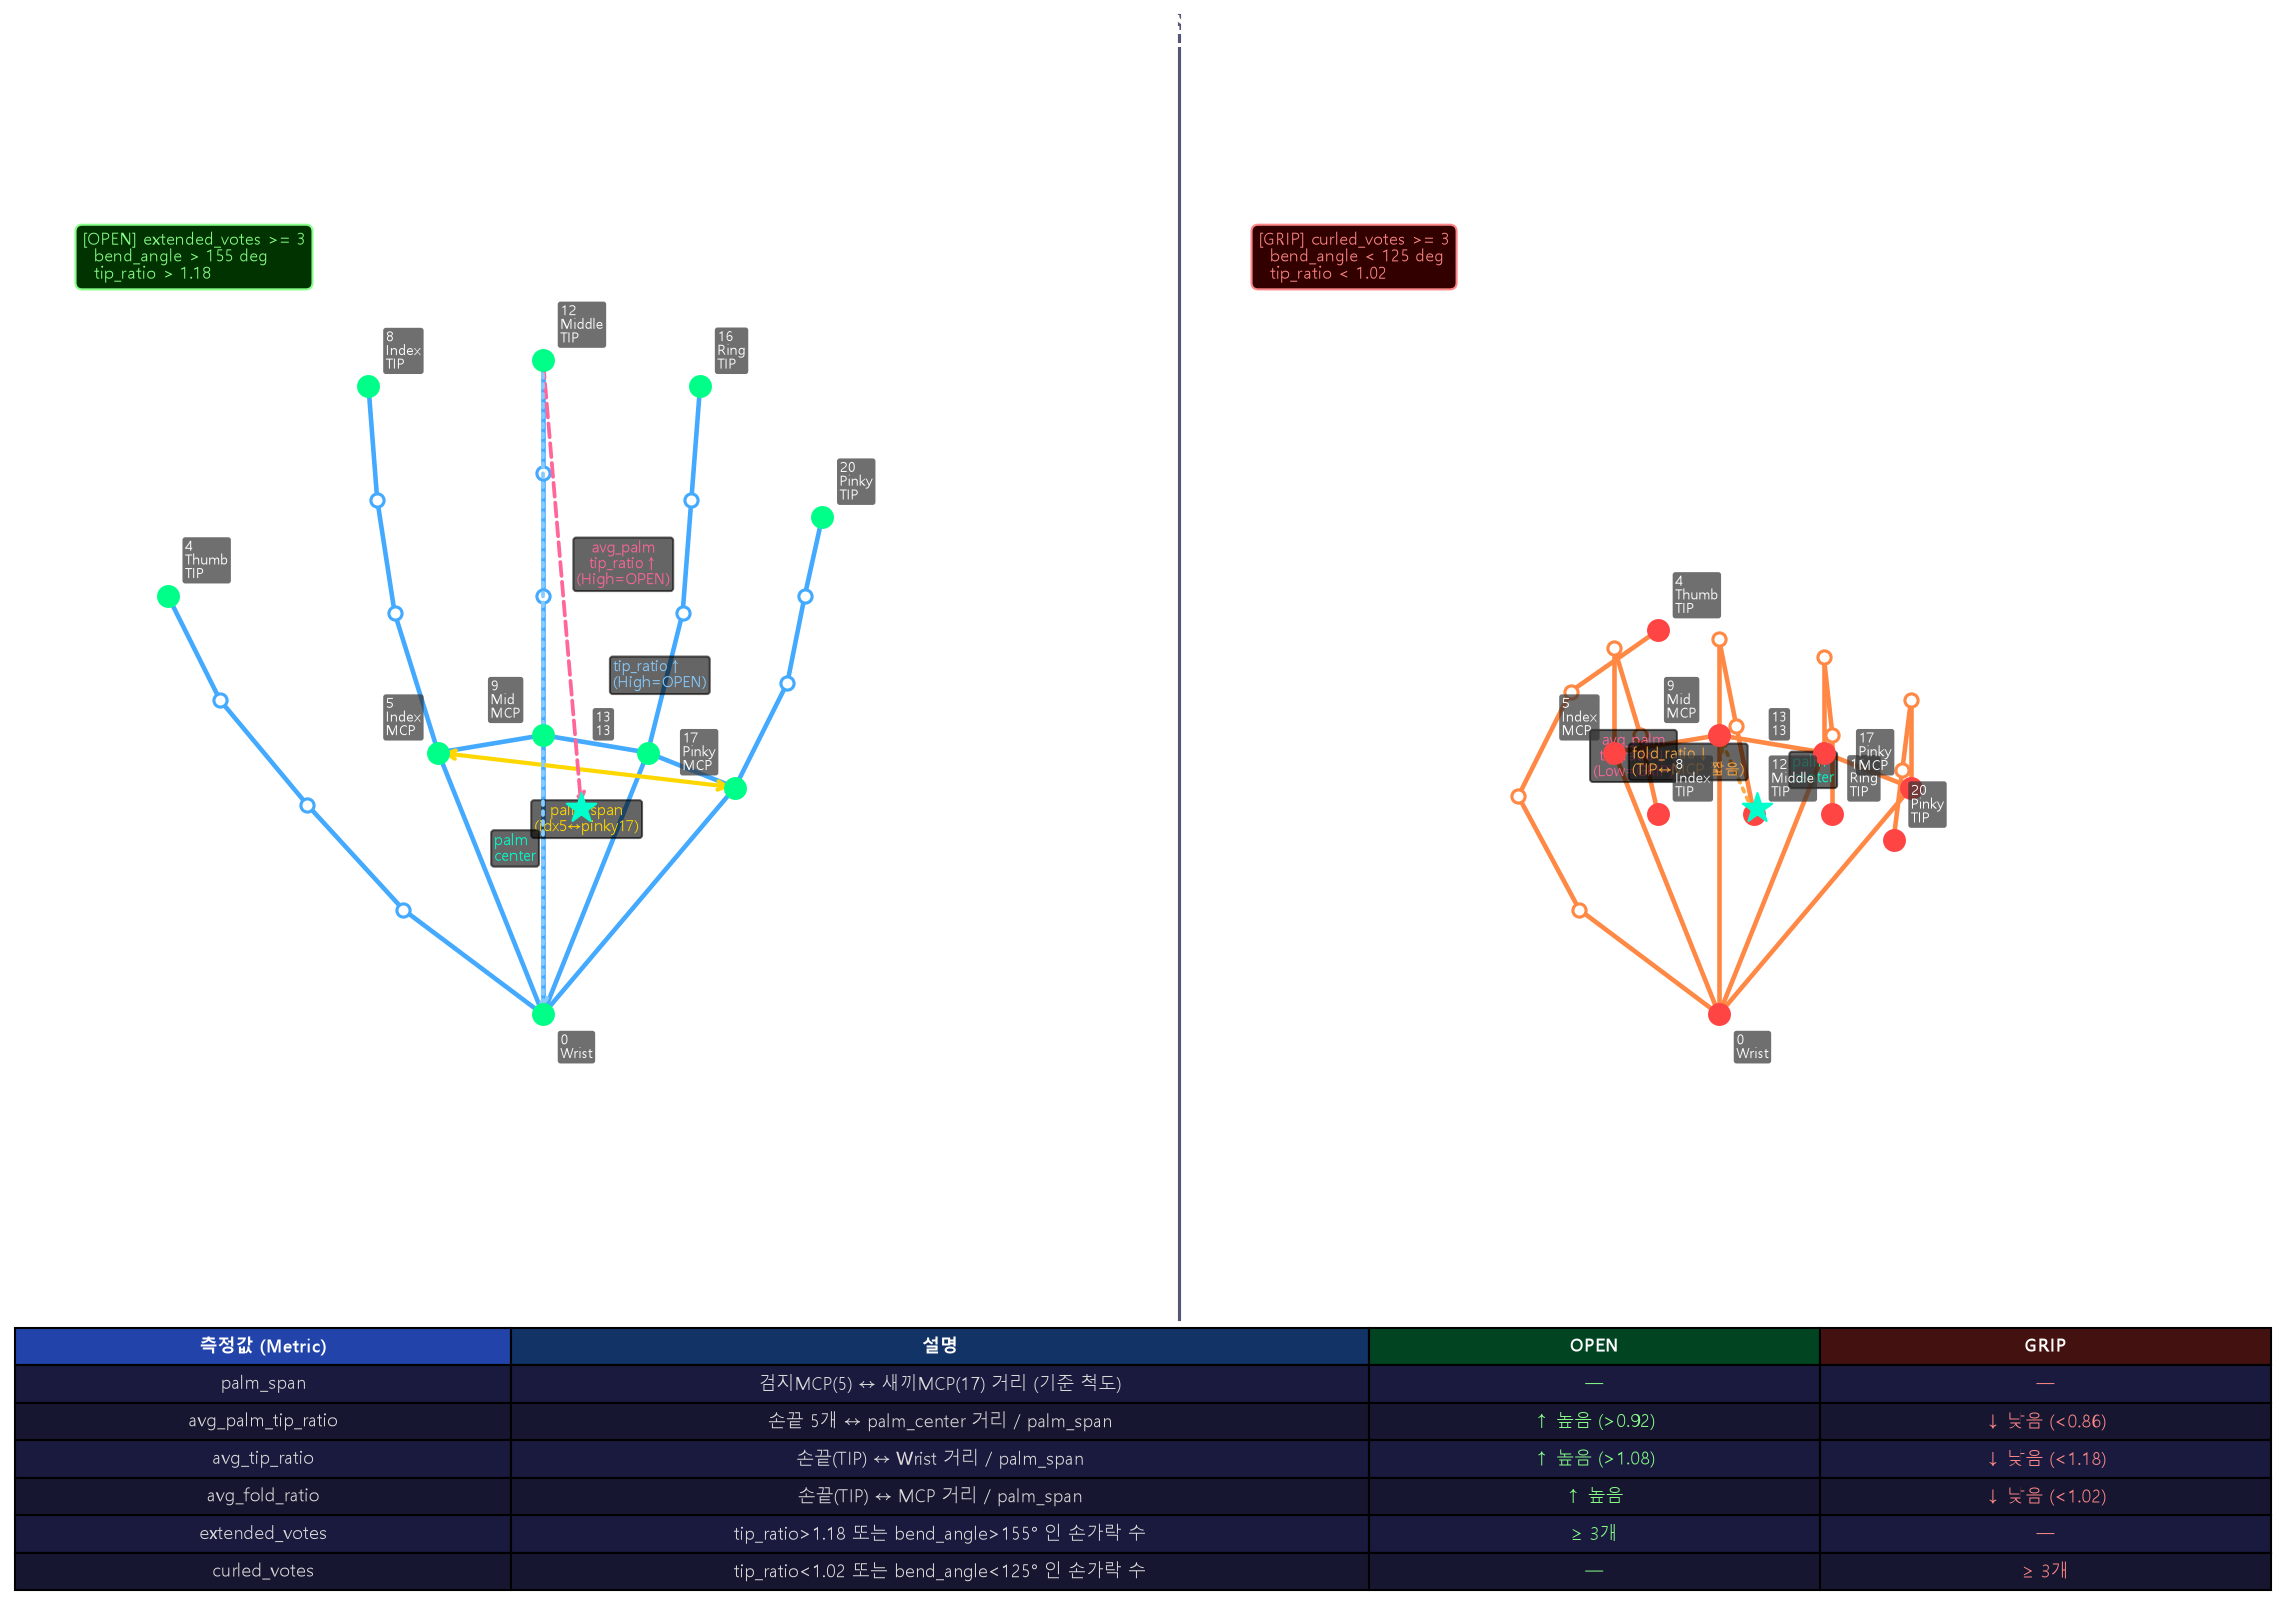 [OPEN] extended_votes >= 3
bend_angle > 155 deg
tip_ratio > 1.18
12
Middle
TIP
8
Index
TIP
16
Ring
TIP
20
Pinky
TIP
4
Thumb
TIP
avg_palm
tip_ratio ↑
(High=OPEN)
tip_ratio ↑
(High=OPEN)
9
Mid
MCP
5
Index
MCP
13
13
17
Pinky
MCP
palm_span
(idx5↔pinky17)
palm
center
0
Wrist
[GRIP] curled_votes >= 3
bend_angle < 125 deg
tip_ratio < 1.02
4
Thumb
TIP
9
Mid
MCP
5
Index
MCP
13
13
17
Pinky
MCP
avg_palm
(Low
fold_ratio ↓
(TIP↔MCP
8
Index
TIP
12
Middle
TIP
Ring
TIP
20
Pinky
TIP
0
Wrist
측정값 (Metric) 설명 OPEN GRIP
palm_span 검지MCP(5) ↔ 새끼MCP(17) 거리 (기준 척도) — —
avg_palm_tip_ratio 손끝 5개 ↔ palm_center 거리 / palm_span ↑ 높음 (>0.92) ↓ 낮음 (<0.86)
avg_tip_ratio 손끝(TIP) ↔ Wrist 거리 / palm_span ↑ 높음 (>1.08) ↓ 낮음 (<1.18)
avg_fold_ratio 손끝(TIP) ↔ MCP 거리 / palm_span ↑ 높음 ↓ 낮음 (<1.02)
extended_votes tip_ratio>1.18 또는 bend_angle>155° 인 손가락 수 ≥ 3개 —
curled_votes tip_ratio<1.02 또는 bend_angle<125° 인 손가락 수 — ≥ 3개